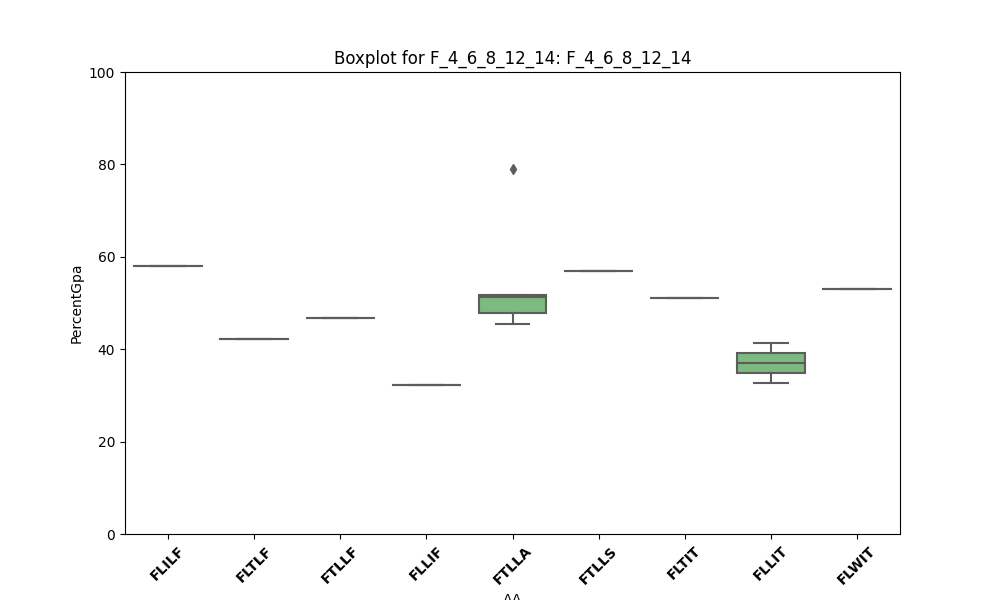 Boxplot for F_4_6_8_12_14: F_4_6_8_12_14
100
80
60
40
20
0
PercentGpa
FLILF
FLTLF
FTLLF
FLLIF
FTLLA
FTLLS
FLTIT
FLLIT
FLWIT
AA